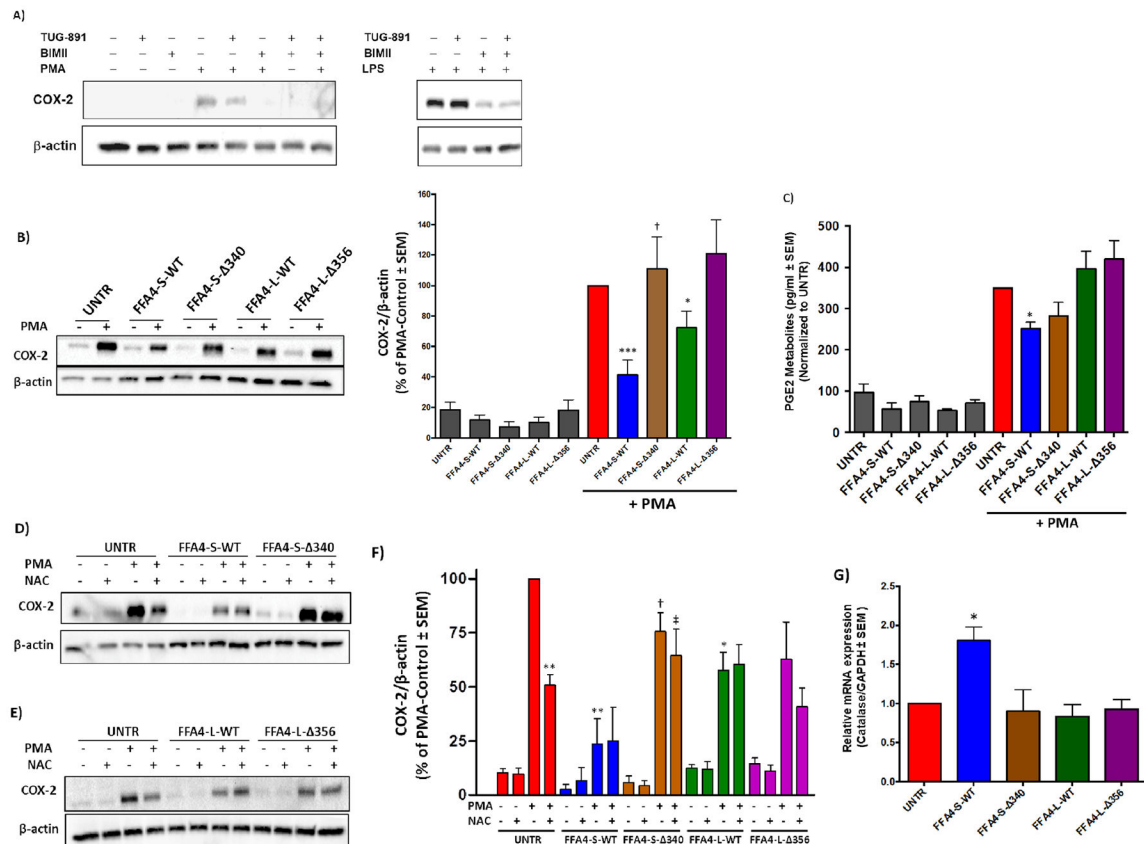 A)
TUG-891 – + – – + – + +
BIMII – – + – – + + +
PMA – – – + + + – +
COX-2
β-actin
TUG-891 – + – +
BIMII – – + +
LPS + + + +
B)
UNTR FFA4-S-WT FFA4-S-Δ340 FFA4-L-WT FFA4-L-Δ356
PMA - + - + - + - + - +
COX-2
β-actin
COX-2/β-actin
(% of PMA-Control ± SEM)
140
120
100
80
60
40
20
0
*** † *
UNTR FFA4-S-WT FFA4-S-Δ340 FFA4-L-WT FFA4-L-Δ356 UNTR FFA4-S-WT FFA4-S-Δ340 FFA4-L-WT FFA4-L-Δ356
+ PMA
C)
PGE2 Metabolites (pg/ml ± SEM)
(Normalized to UNTR)
500
400
300
200
100
0
*
UNTR FFA4-S-WT FFA4-S-Δ340 FFA4-L-WT FFA4-L-Δ356 UNTR FFA4-S-WT FFA4-S-Δ340 FFA4-L-WT FFA4-L-Δ356
+ PMA
D)
UNTR FFA4-S-WT FFA4-S-Δ340
PMA - - + + - - + + - - + +
NAC - + - + - + - + - + - +
COX-2
β-actin
E)
UNTR FFA4-L-WT FFA4-L-Δ356
PMA - - + + - - + + - - + +
NAC - + - + - + - + - + - +
COX-2
β-actin
F)
COX-2/β-actin
(% of PMA-Control ± SEM)
100
75
50
25
0
** ** † ‡ *
PMA - - + + - - + + - - + + - - + + - - + +
NAC - + - + - + - + - + - + - + - + - + - +
UNTR FFA4-S-WT FFA4-S-Δ340 FFA4-L-WT FFA4-L-Δ356
G)
Relative mRNA expression
(Catalase/GAPDH ± SEM)
2.5
2.0
1.5
1.0
0.5
0.0
*
UNTR FFA4-S-WT FFA4-S-Δ340 FFA4-L-WT FFA4-L-Δ356